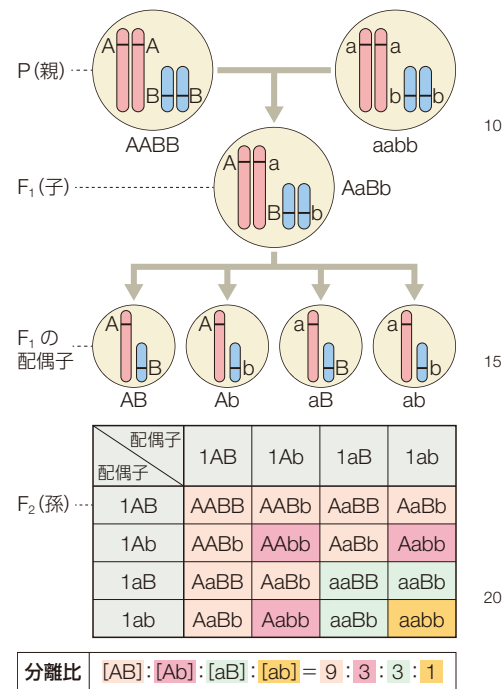 A A
B B
a a
b b
P(親)
AABB
aabb
10
A a
B b
F₁(子)
AaBb
A
B
A
b
a
B
a
b
F₁の
配偶子
AB Ab aB ab
15
配偶子
配偶子
1AB 1Ab 1aB 1ab
F₂(孫)
1AB AABB AABb AaBB AaBb
1Ab AABb AAbb AaBb Aabb
1aB AaBB AaBb aaBB aaBb
1ab AaBb Aabb aaBb aabb
20
分離比 [AB]:[Ab]:[aB]:[ab]=9:3:3:1